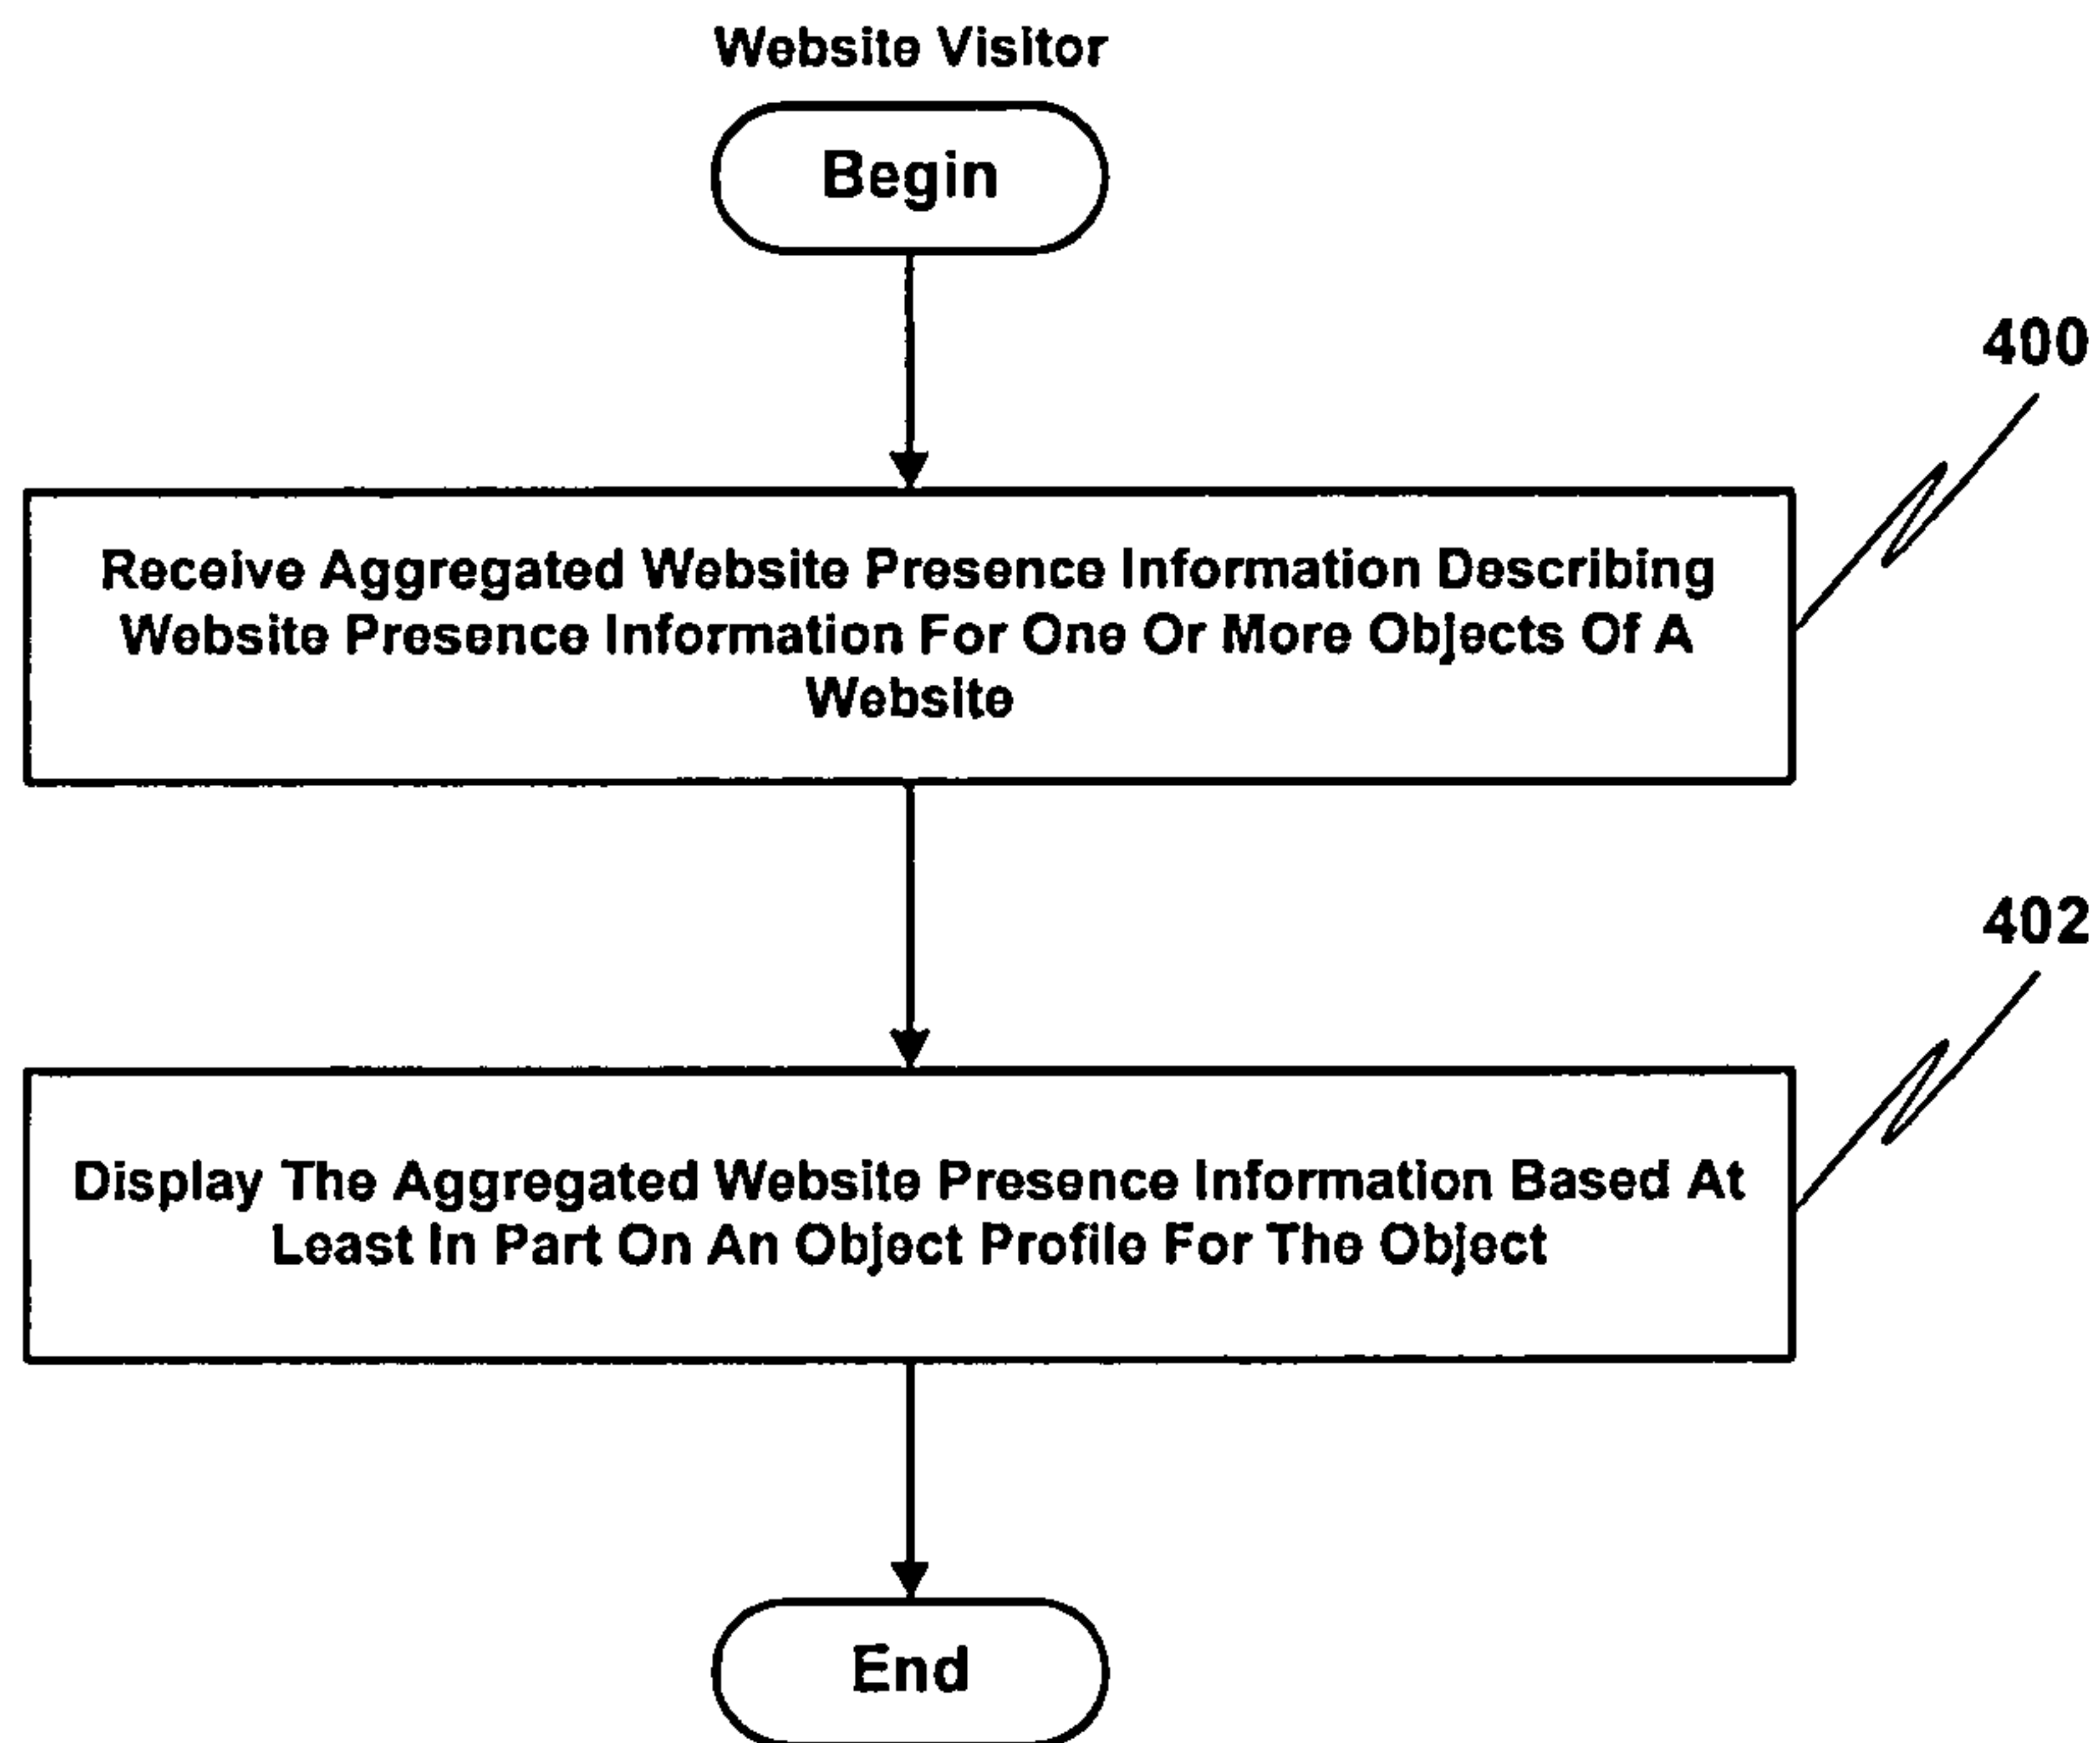 Website Visitor
Begin
400
Receive Aggregated Website Presence Information Describing
Website Presence Information For One Or More Objects Of A
Website
402
Display The Aggregated Website Presence Information Based At
Least In Part On An Object Profile For The Object
End